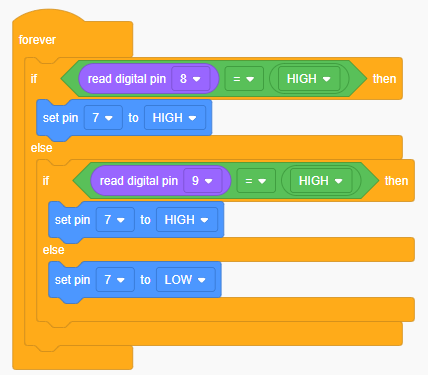 forever
if read digital pin 8 = HIGH then
set pin 7 to HIGH
else
if read digital pin 9 = HIGH then
set pin 7 to HIGH
else
set pin 7 to LOW